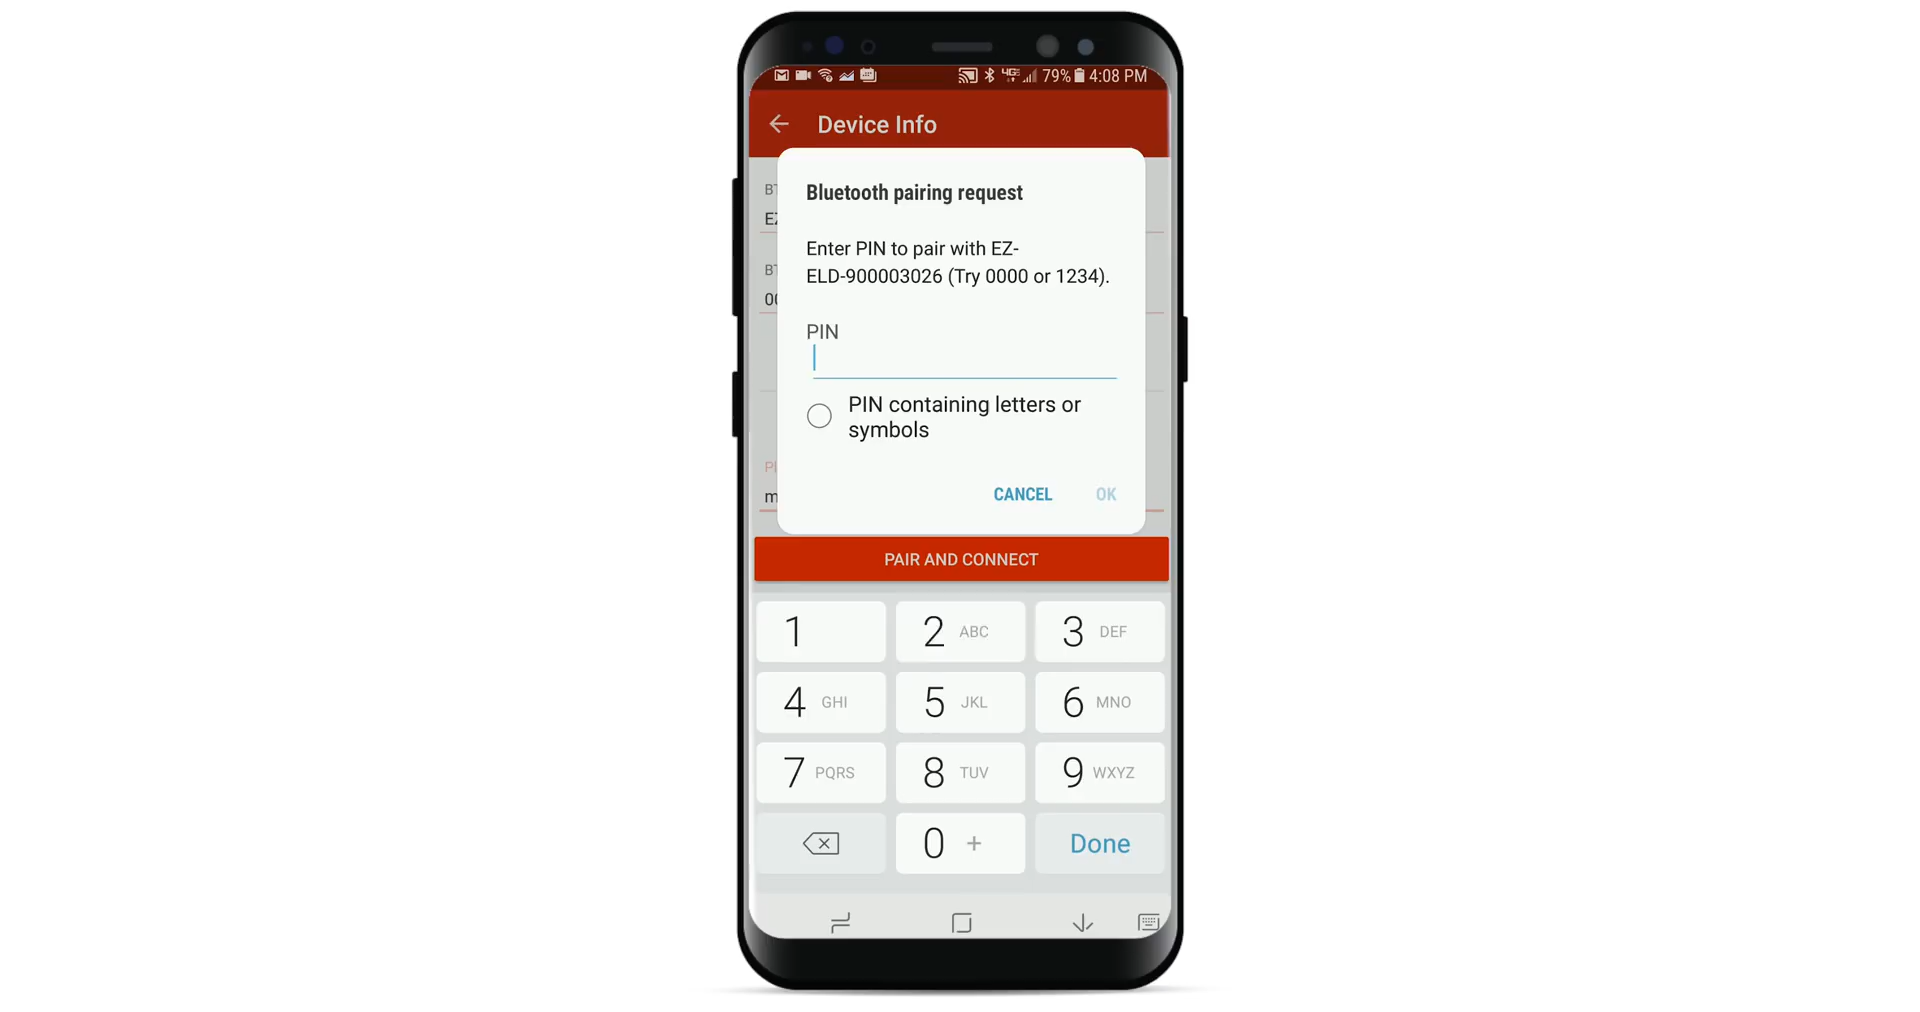 79% 4:08 PM
Device Info
Bluetooth pairing request
Enter PIN to pair with EZ-
ELD-900003026 (Try 0000 or 1234).
PIN
PIN containing letters or
symbols
CANCEL OK
PAIR AND CONNECT
1 2 ABC 3 DEF
4 GHI 5 JKL 6 MNO
7 PQRS 8 TUV 9 WXYZ
0 + Done